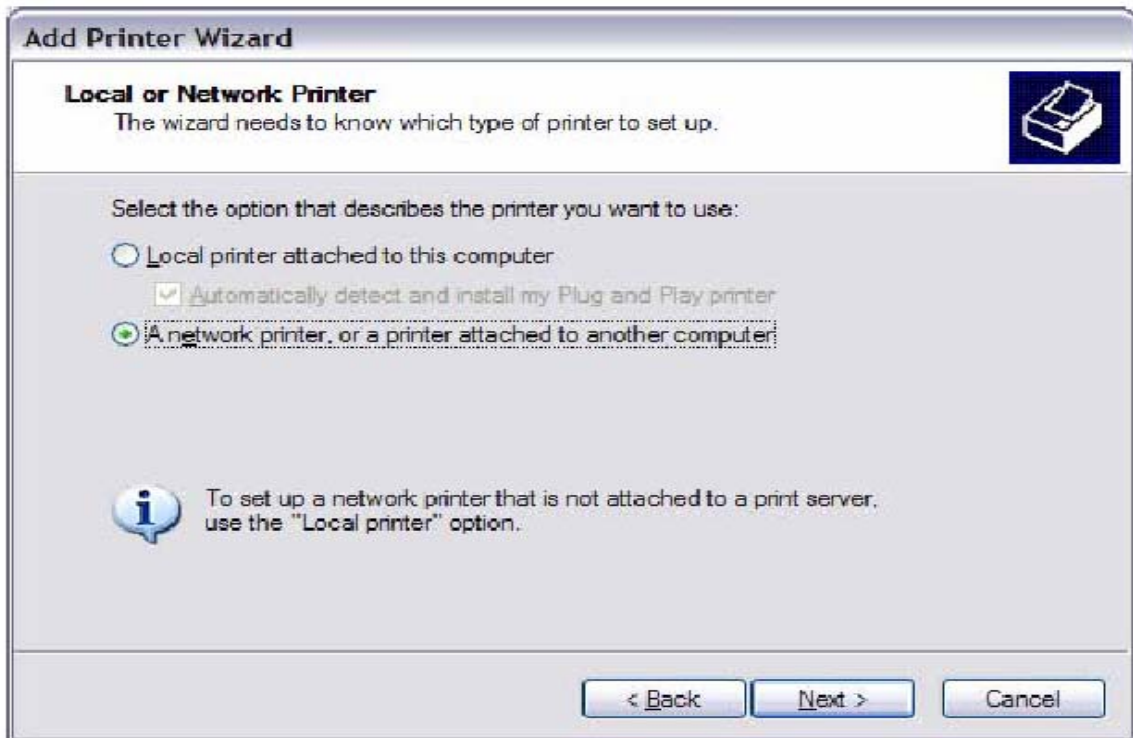 Add Printer Wizard
Local or Network Printer
The wizard needs to know which type of printer to set up.
Select the option that describes the printer you want to use:
Local printer attached to this computer
Automatically detect and install my Plug and Play printer
A network printer, or a printer attached to another computer
To set up a network printer that is not attached to a print server,
use the "Local printer" option.
< Back
Next >
Cancel